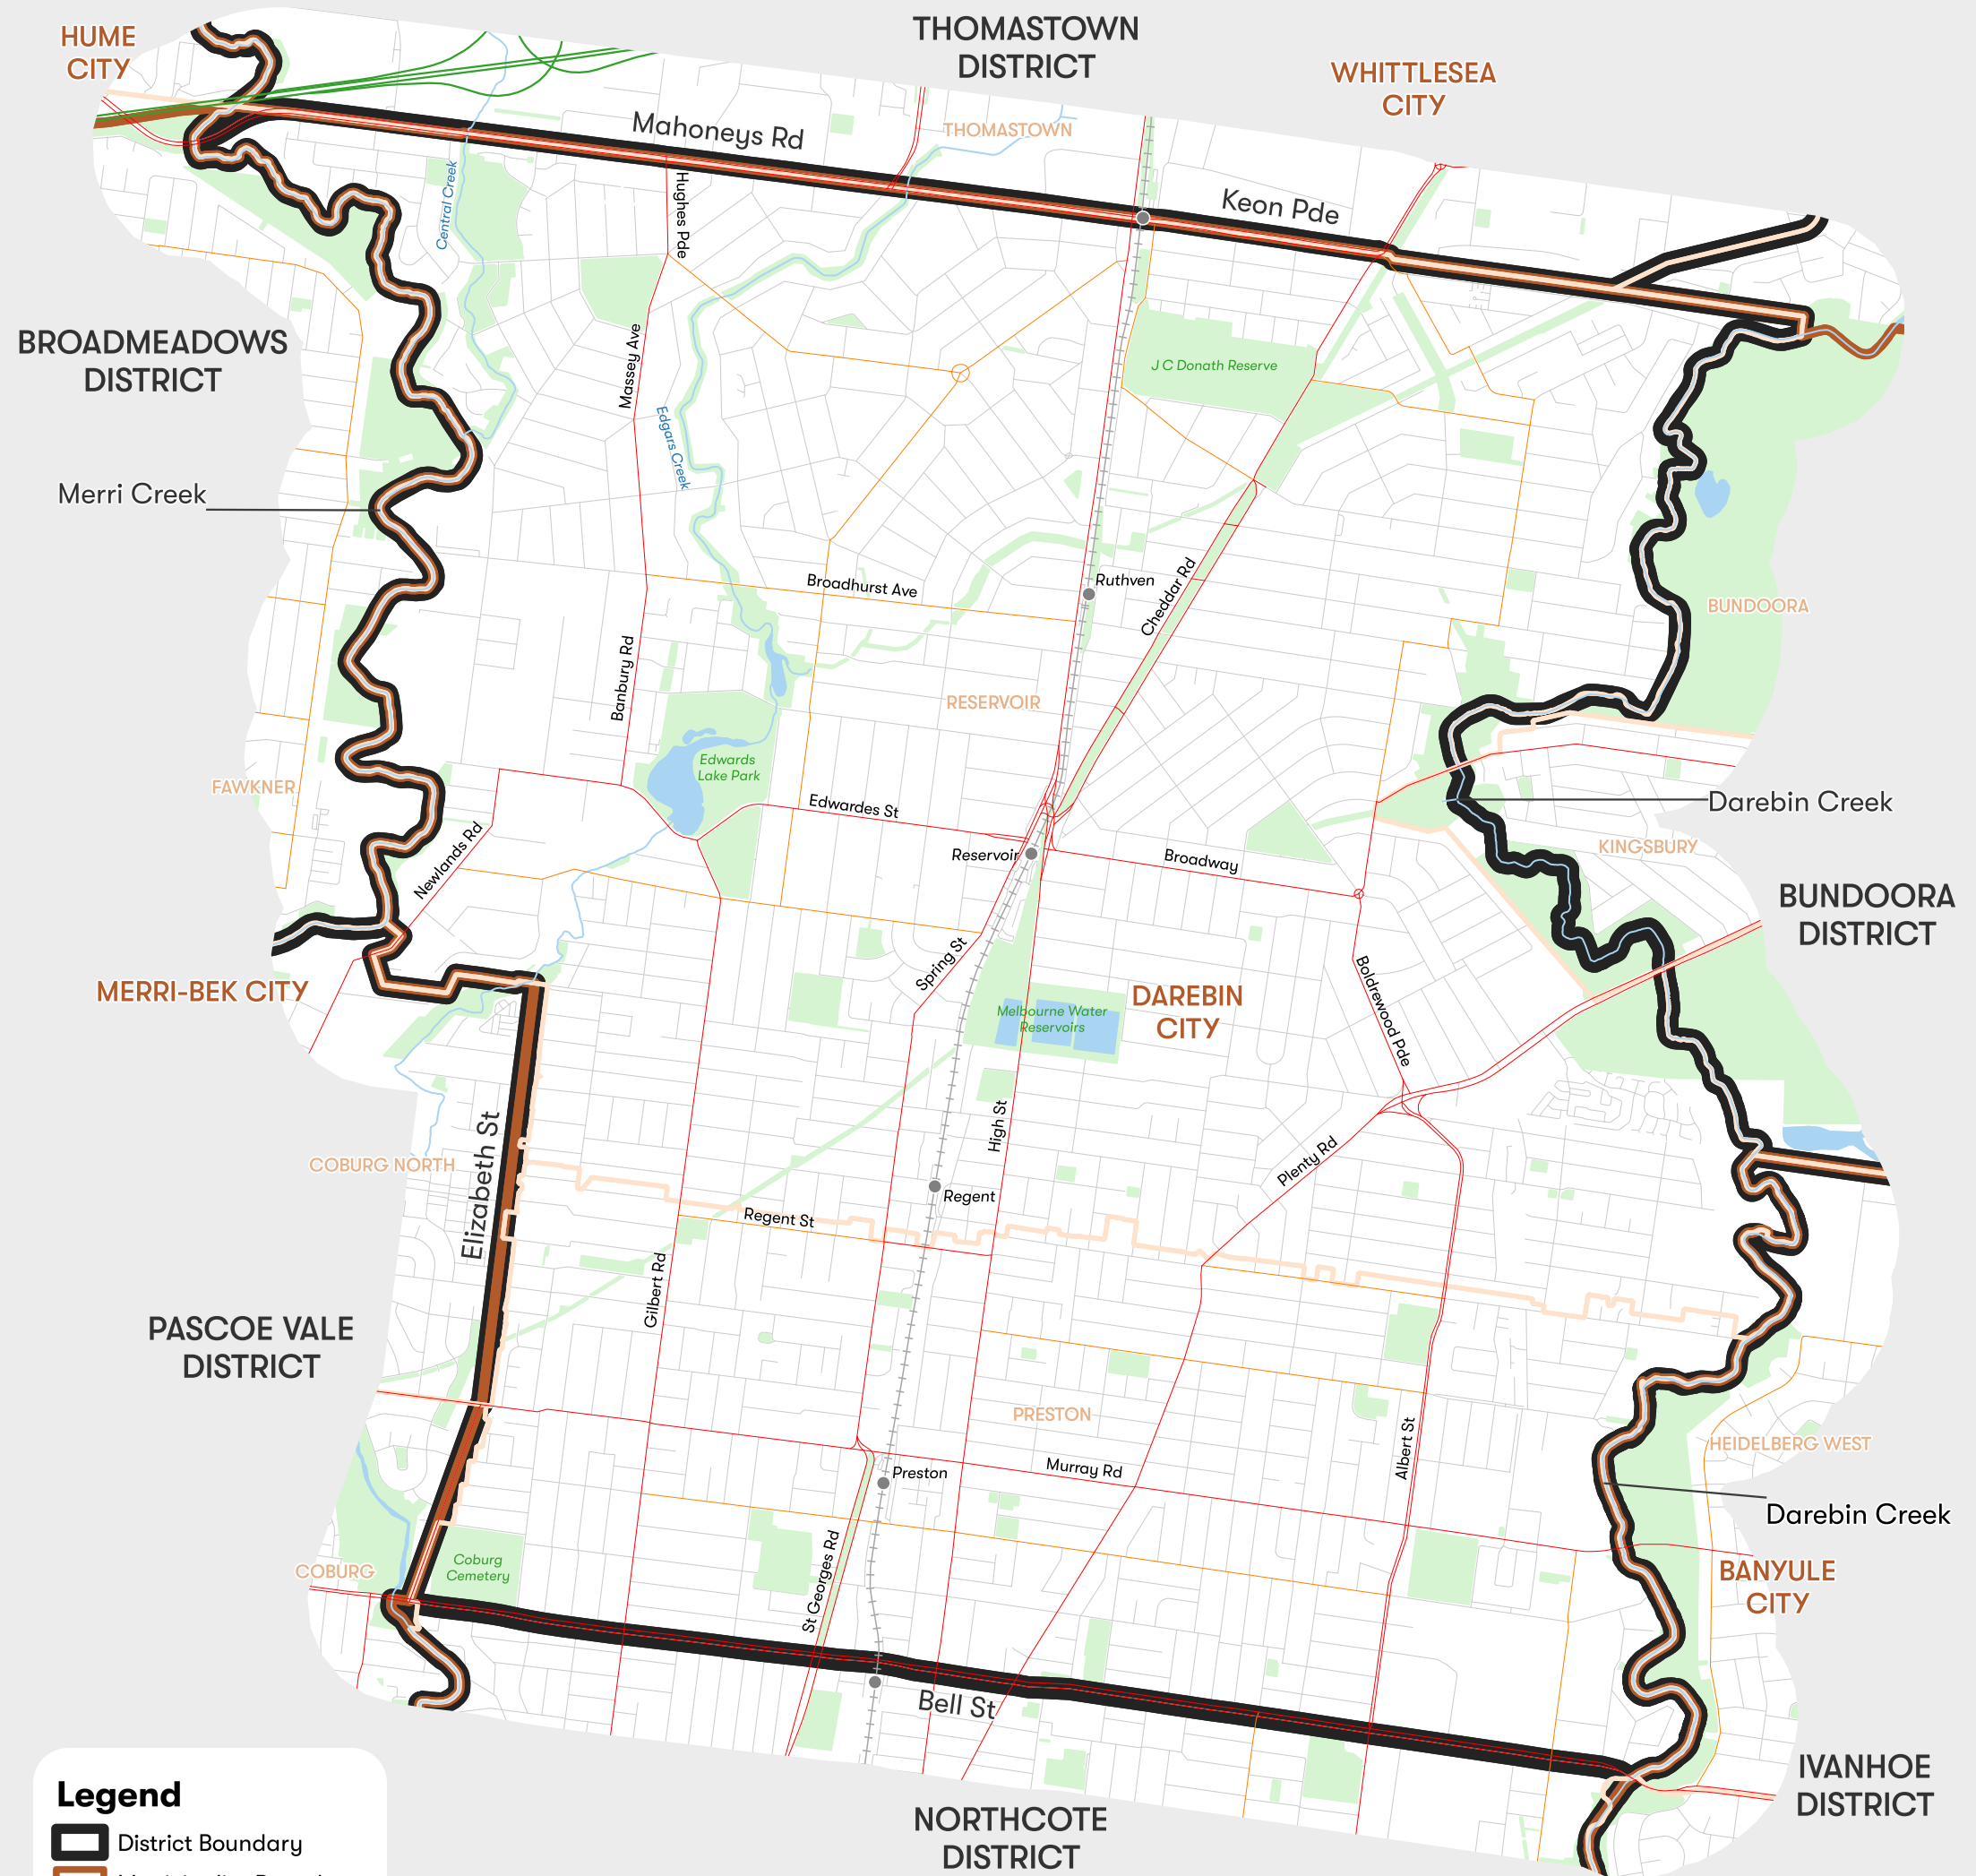 HUME
CITY
THOMASTOWN
DISTRICT
WHITTLESEA
CITY
Mahoneys Rd
THOMASTOWN
Central Creek
Hughes Pde
Keon Pde
BROADMEADOWS
DISTRICT
Massey Ave
J C Donath Reserve
Edgars Creek
Merri Creek
Broadhurst Ave
Ruthven
Cheddar Rd
BUNDOORA
Banbury Rd
RESERVOIR
Edwards
Lake Park
FAWKNER
Edwardes St
Darebin Creek
Newlands Rd
Reservoir
Broadway
KINGSBURY
BUNDOORA
DISTRICT
Spring St
MERRI-BEK CITY
Melbourne Water
Reservoirs
DAREBIN
CITY
Boldrewood Pde
High St
Elizabeth St
COBURG NORTH
Plenty Rd
Regent
Regent St
Gilbert Rd
PASCOE VALE
DISTRICT
PRESTON
Albert St
HEIDELBERG WEST
Murray Rd
Preston
Darebin Creek
St Georges Rd
COBURG
Coburg
Cemetery
BANYULE
CITY
Bell St
IVANHOE
DISTRICT
NORTHCOTE
DISTRICT
Legend
District Boundary